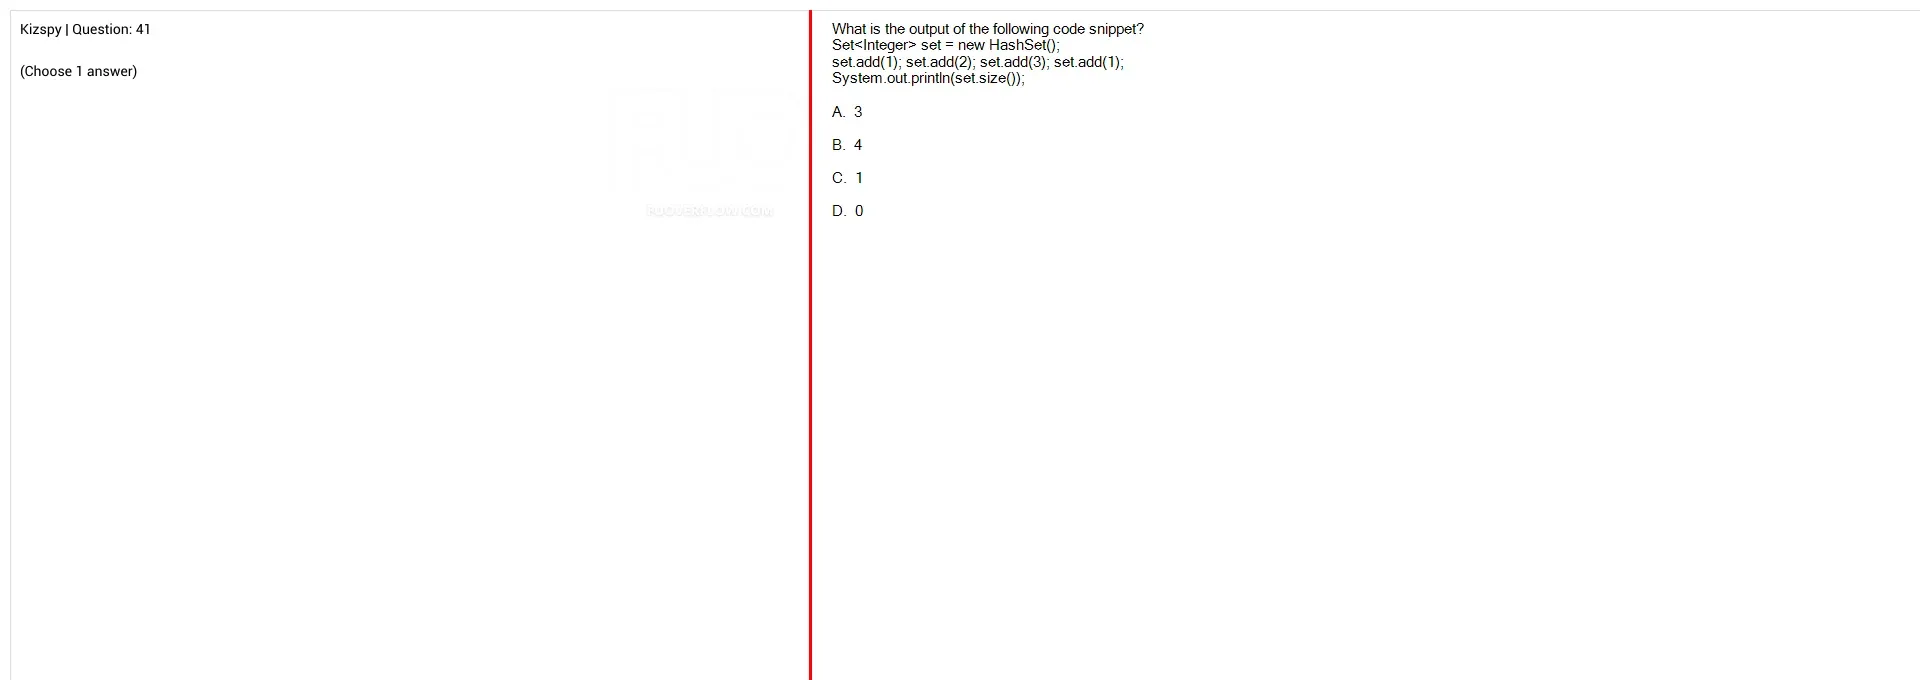 Kizspy | Question: 41
(Choose 1 answer)
FUOVERFLOW.COM
What is the output of the following code snippet?
Set<Integer> set = new HashSet();
set.add(1); set.add(2); set.add(3); set.add(1);
System.out.println(set.size());
A. 3
B. 4
C. 1
D. 0